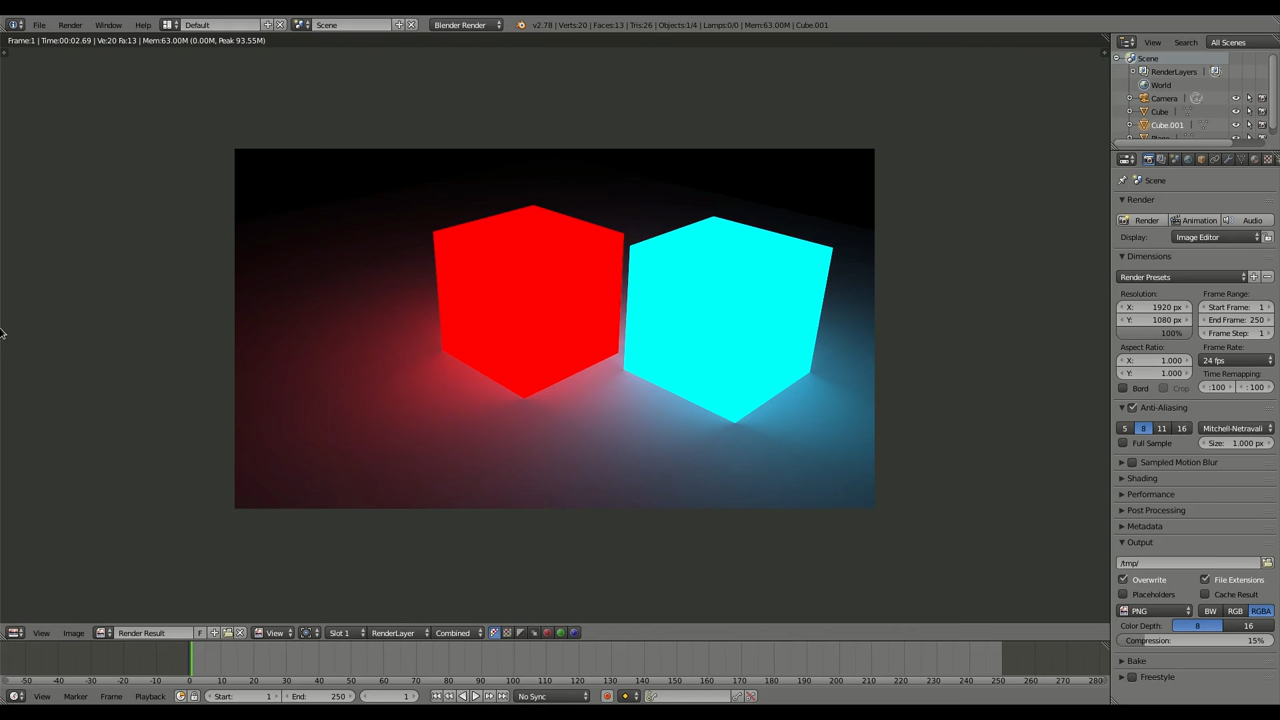 File Render Window Help Default Scene Blender Render v2.78 | Verts:20 | Faces:13 | Tris:26 | Objects:1/4 | Lamps:0/0 | Mem:63.00M | Cube.001
Frame:1 | Time:00:02.69 | Ve:20 Fa:13 | Mem:63.00M (0.00M, Peak 93.55M)
View Search All Scenes
Scene
RenderLayers
World
Camera
Cube
Cube.001
Scene
Render
Render Animation Audio
Display: Image Editor
Dimensions
Render Presets
Resolution: Frame Range:
X: 1920 px Start Frame: 1
Y: 1080 px End Frame: 250
100% Frame Step: 1
Aspect Ratio: Frame Rate:
X: 1.000 24 fps
Y: 1.000 Time Remapping:
Bord Crop :100 :100
Anti-Aliasing
5 8 11 16 Mitchell-Netravali
Full Sample Size: 1.000 px
Sampled Motion Blur
Shading
Performance
Post Processing
Metadata
Output
/tmp/
Overwrite File Extensions
Placeholders Cache Result
PNG BW RGB RGBA
Color Depth: 8 16
Compression: 15%
Bake
Freestyle
View Image Render Result F View Slot 1 RenderLayer Combined
-50 -40 -30 -20 -10 0 10 20 30 40 50 60 70 80 90 100 110 120 130 140 150 160 170 180 190 200 210 220 230 240 250 260 270 280
View Marker Frame Playback Start: 1 End: 250 1 No Sync